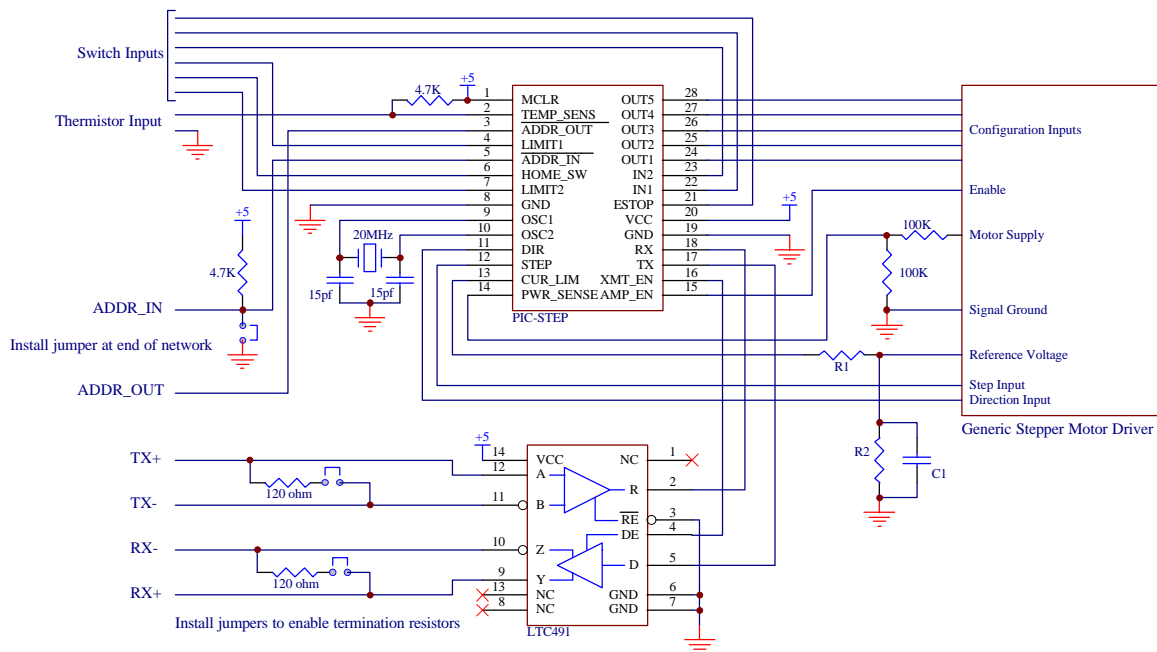 Switch Inputs
Thermistor Input
4.7K
+5
1 MCLR OUT5 28
2 TEMP_SENS OUT4 27
3 ADDR_OUT OUT3 26
4 LIMIT1 OUT2 25
5 ADDR_IN OUT1 24
6 HOME_SW IN2 23
7 LIMIT2 IN1 22
8 GND ESTOP 21
9 OSC1 VCC 20
10 OSC2 GND 19
11 DIR RX 18
12 STEP TX 17
13 CUR_LIM XMT_EN 16
14 PWR_SENSE AMP_EN 15
PIC-STEP
+5
Configuration Inputs
Enable
Motor Supply
Signal Ground
Reference Voltage
Step Input
Direction Input
Generic Stepper Motor Driver
100K
100K
R1
R2
C1
20MHz
15pf
15pf
+5
4.7K
ADDR_IN
Install jumper at end of network
ADDR_OUT
TX+
TX-
RX-
RX+
120 ohm
120 ohm
Install jumpers to enable termination resistors
+5
14 VCC NC 1
12 A R 2
11 B RE 3
DE 4
10 Z D 5
9 Y
13 NC GND 6
8 NC GND 7
LTC491